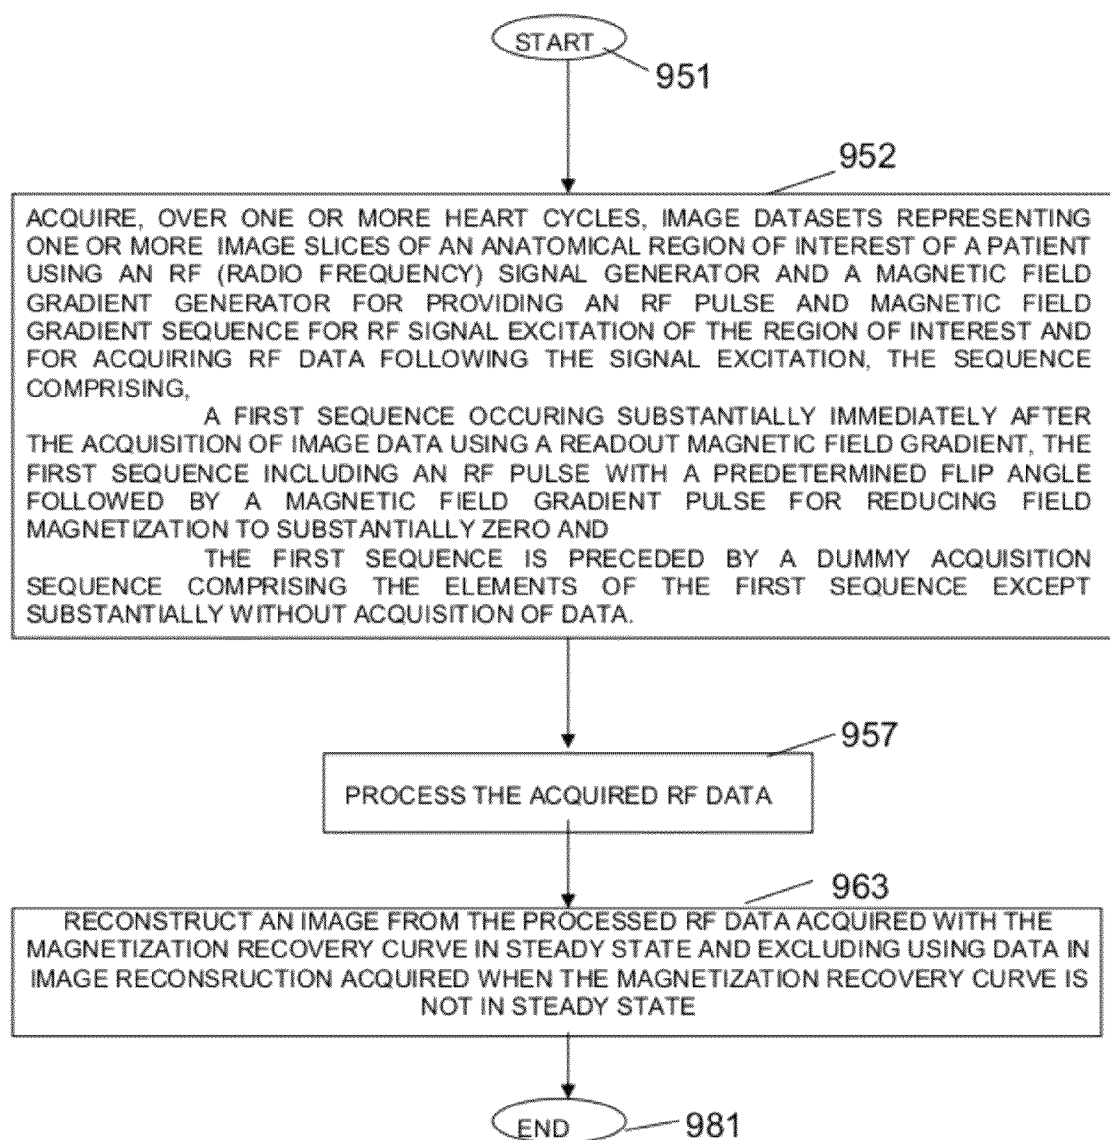 START
951
952
ACQUIRE, OVER ONE OR MORE HEART CYCLES, IMAGE DATASETS REPRESENTING
ONE OR MORE IMAGE SLICES OF AN ANATOMICAL REGION OF INTEREST OF A PATIENT
USING AN RF (RADIO FREQUENCY) SIGNAL GENERATOR AND A MAGNETIC FIELD
GRADIENT GENERATOR FOR PROVIDING AN RF PULSE AND MAGNETIC FIELD
GRADIENT SEQUENCE FOR RF SIGNAL EXCITATION OF THE REGION OF INTEREST AND
FOR ACQUIRING RF DATA FOLLOWING THE SIGNAL EXCITATION, THE SEQUENCE
COMPRISING,
A FIRST SEQUENCE OCCURING SUBSTANTIALLY IMMEDIATELY AFTER
THE ACQUISITION OF IMAGE DATA USING A READOUT MAGNETIC FIELD GRADIENT, THE
FIRST SEQUENCE INCLUDING AN RF PULSE WITH A PREDETERMINED FLIP ANGLE
FOLLOWED BY A MAGNETIC FIELD GRADIENT PULSE FOR REDUCING FIELD
MAGNETIZATION TO SUBSTANTIALLY ZERO AND
THE FIRST SEQUENCE IS PRECEDED BY A DUMMY ACQUISITION
SEQUENCE COMPRISING THE ELEMENTS OF THE FIRST SEQUENCE EXCEPT
SUBSTANTIALLY WITHOUT ACQUISITION OF DATA.
957
PROCESS THE ACQUIRED RF DATA
963
RECONSTRUCT AN IMAGE FROM THE PROCESSED RF DATA ACQUIRED WITH THE
MAGNETIZATION RECOVERY CURVE IN STEADY STATE AND EXCLUDING USING DATA IN
IMAGE RECONSRUCTION ACQUIRED WHEN THE MAGNETIZATION RECOVERY CURVE IS
NOT IN STEADY STATE
END
981